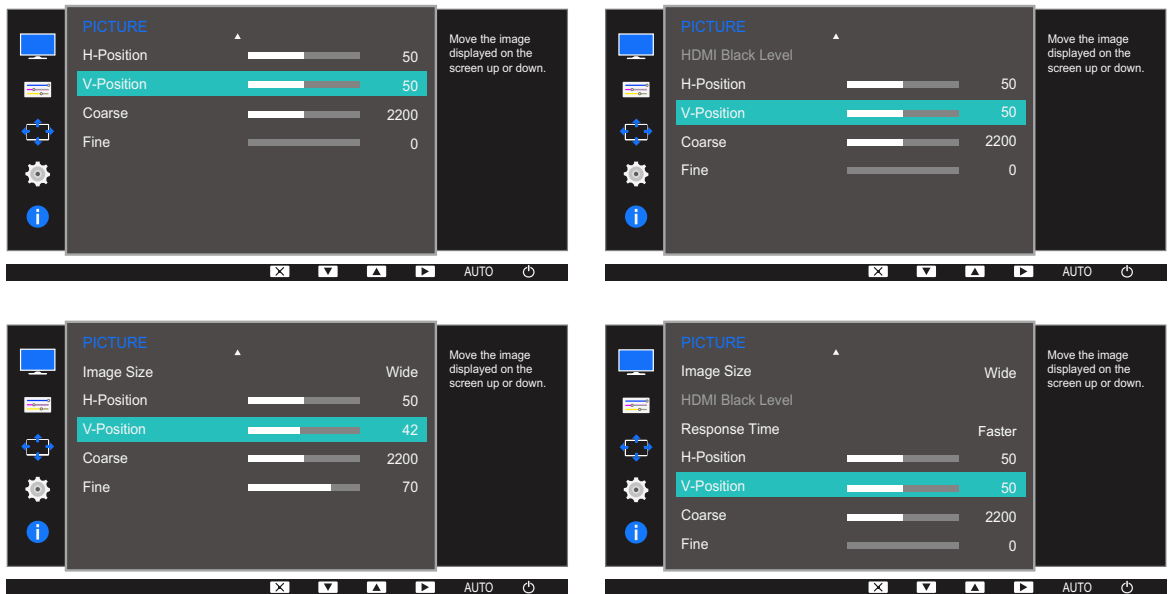 PICTURE
H-Position 50
V-Position 50
Coarse 2200
Fine 0
Move the image
displayed on the
screen up or down.
AUTO
PICTURE
HDMI Black Level
H-Position 50
V-Position 50
Coarse 2200
Fine 0
Move the image
displayed on the
screen up or down.
AUTO
PICTURE
Image Size Wide
H-Position 50
V-Position 42
Coarse 2200
Fine 70
Move the image
displayed on the
screen up or down.
AUTO
PICTURE
Image Size Wide
HDMI Black Level
Response Time Faster
H-Position 50
V-Position 50
Coarse 2200
Fine 0
Move the image
displayed on the
screen up or down.
AUTO